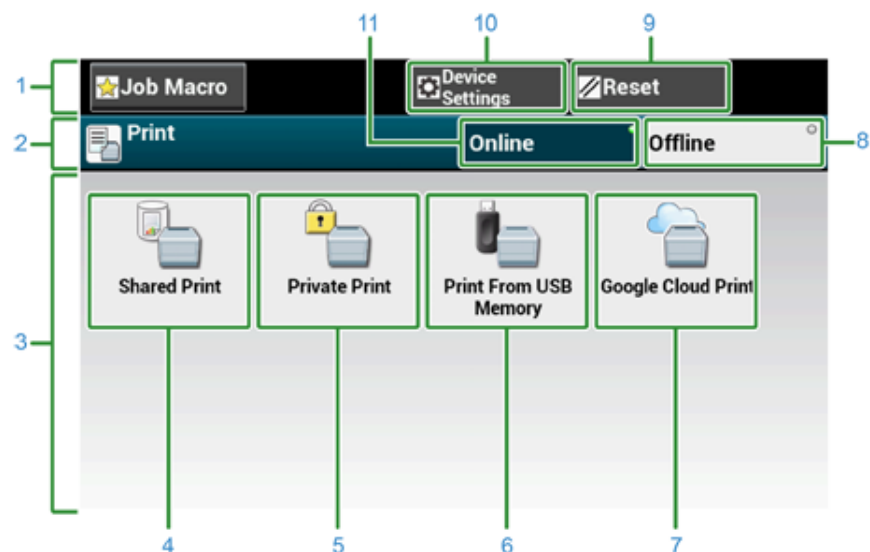 11 10 9
1 Job Macro Device Settings Reset
2 Print Online Offline 8
3
Shared Print Private Print Print From USB Memory Google Cloud Print
4 5 6 7